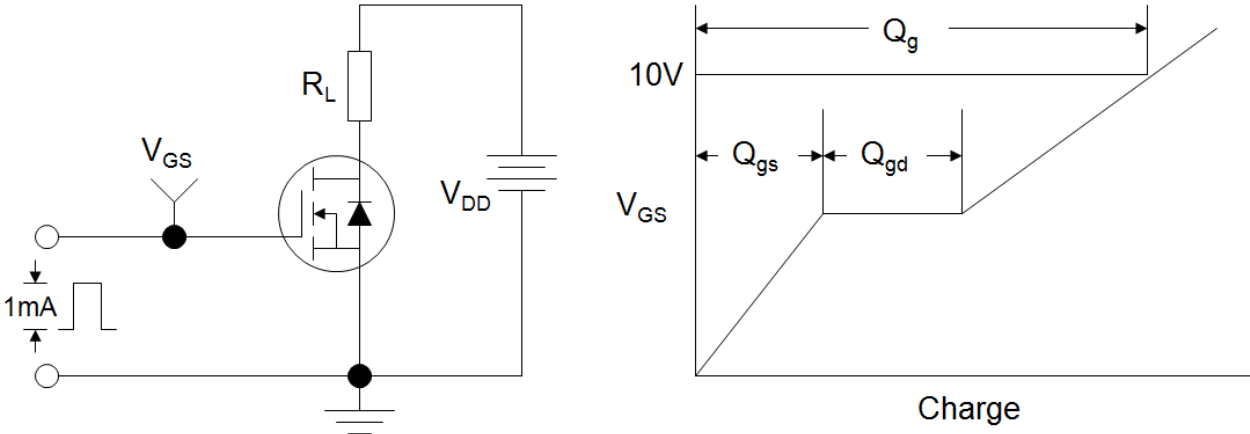 R_L
V_GS
V_DD
1mA
Q_g
10V
Q_gs
Q_gd
V_GS
Charge